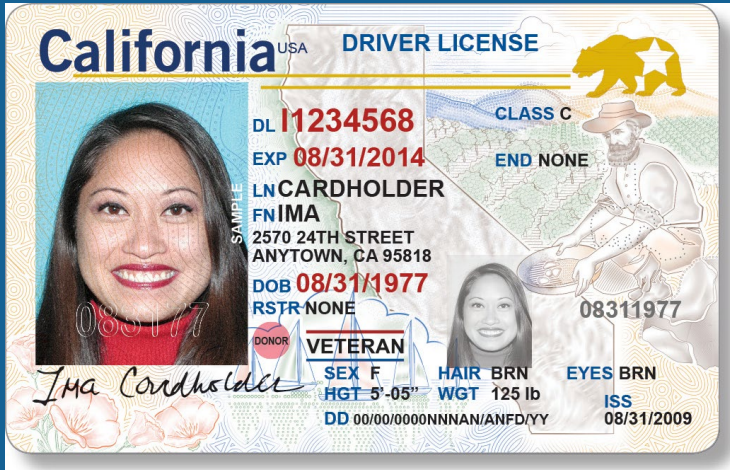 California USA DRIVER LICENSE
DL I1234568 CLASS C
EXP 08/31/2014 END NONE
LN CARDHOLDER
FN IMA
2570 24TH STREET
ANYTOWN, CA 95818
DOB 08/31/1977
RSTR NONE
08311977
SAMPLE
083177
DONOR
VETERAN
SEX F HAIR BRN EYES BRN
HGT 5'-05" WGT 125 lb
ISS
DD 00/00/0000NNNAN/ANFD/YY 08/31/2009
Ima Cardholder